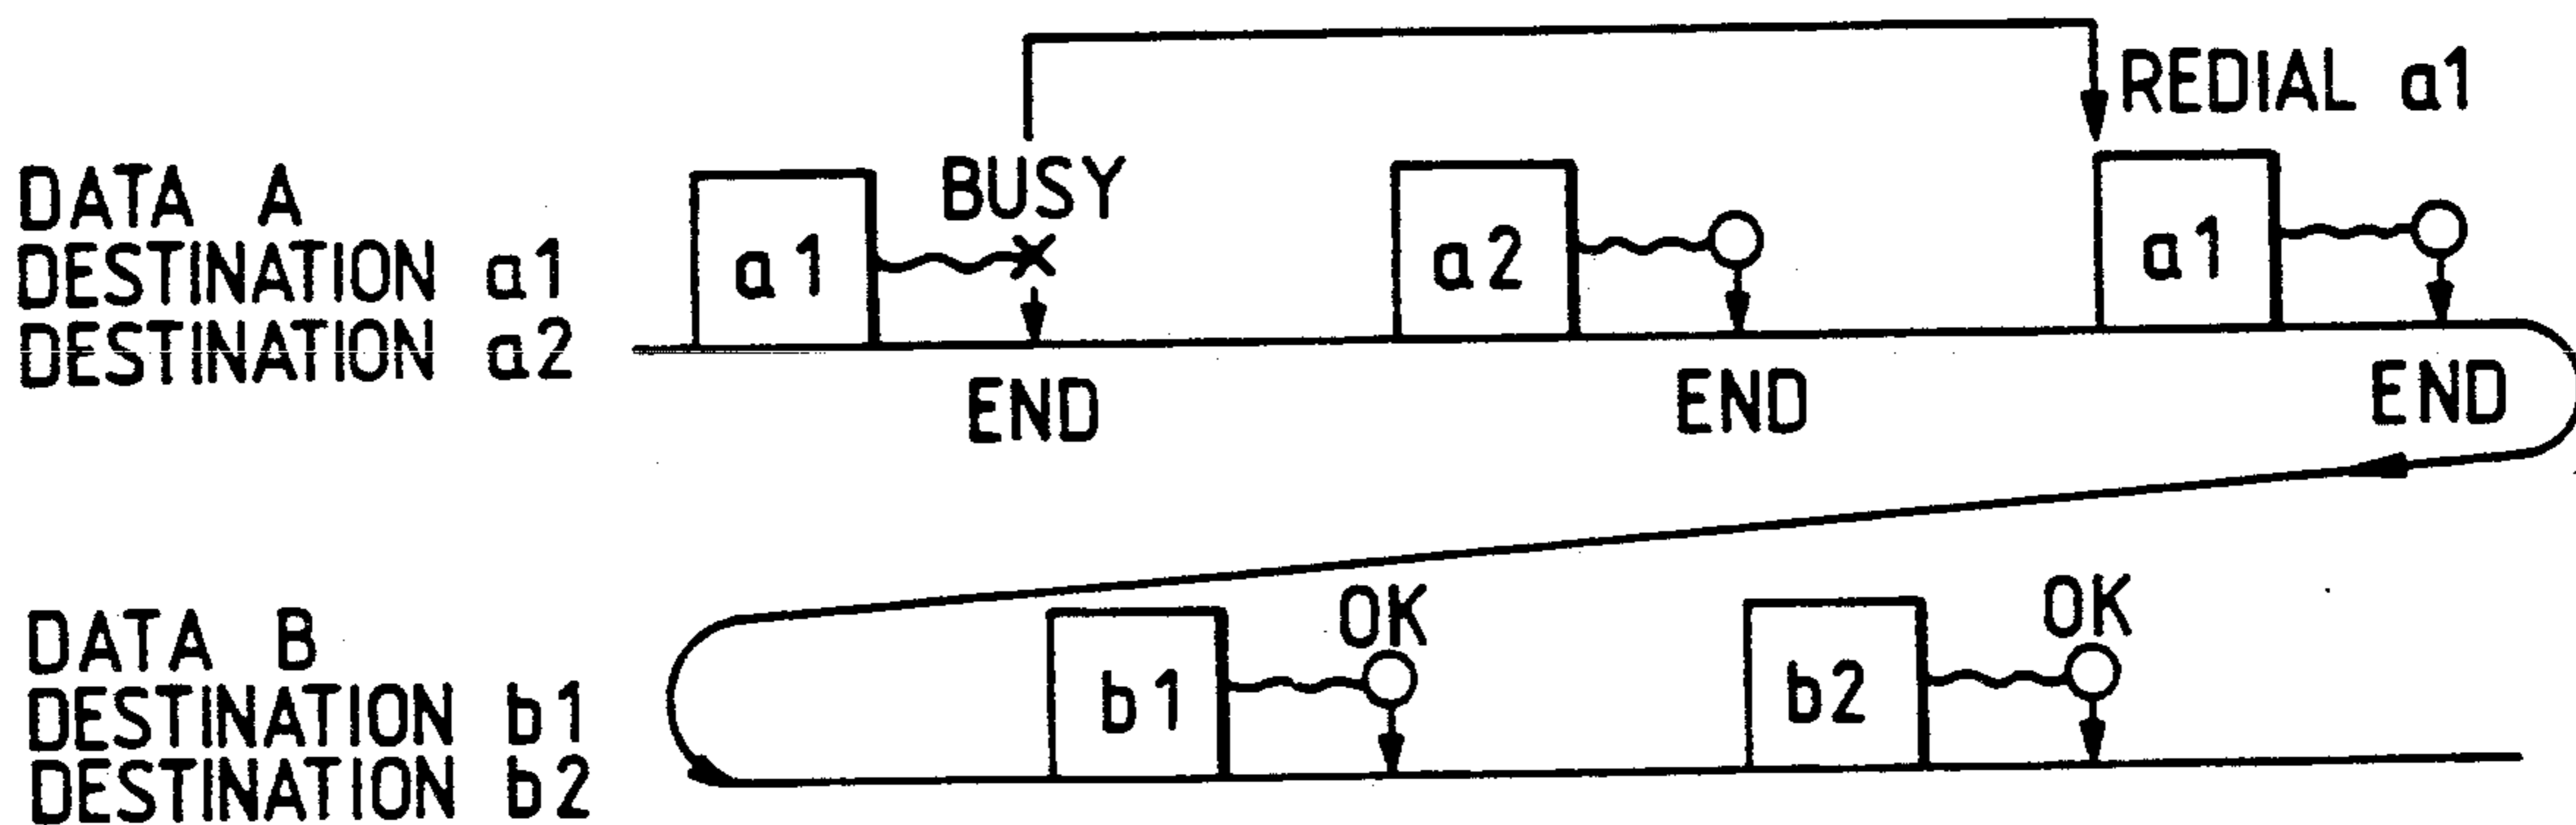 REDIAL a1
DATA A
DESTINATION a1
DESTINATION a2
a1
BUSY
a2
a1
END
END
END
DATA B
DESTINATION b1
DESTINATION b2
b1
OK
b2
OK